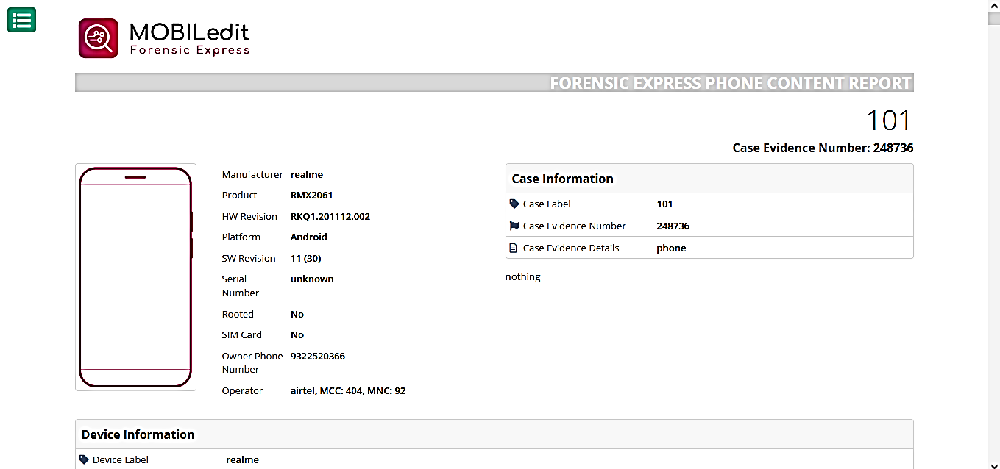 MOBILedit
Forensic Express
FORENSIC EXPRESS PHONE CONTENT REPORT
101
Case Evidence Number: 248736
Manufacturer realme
Product RMX2061
HW Revision RKQ1.201112.002
Platform Android
SW Revision 11 (30)
Serial Number unknown
Rooted No
SIM Card No
Owner Phone Number 9322520366
Operator airtel, MCC: 404, MNC: 92
Case Information
Case Label 101
Case Evidence Number 248736
Case Evidence Details phone
nothing
Device Information
Device Label realme